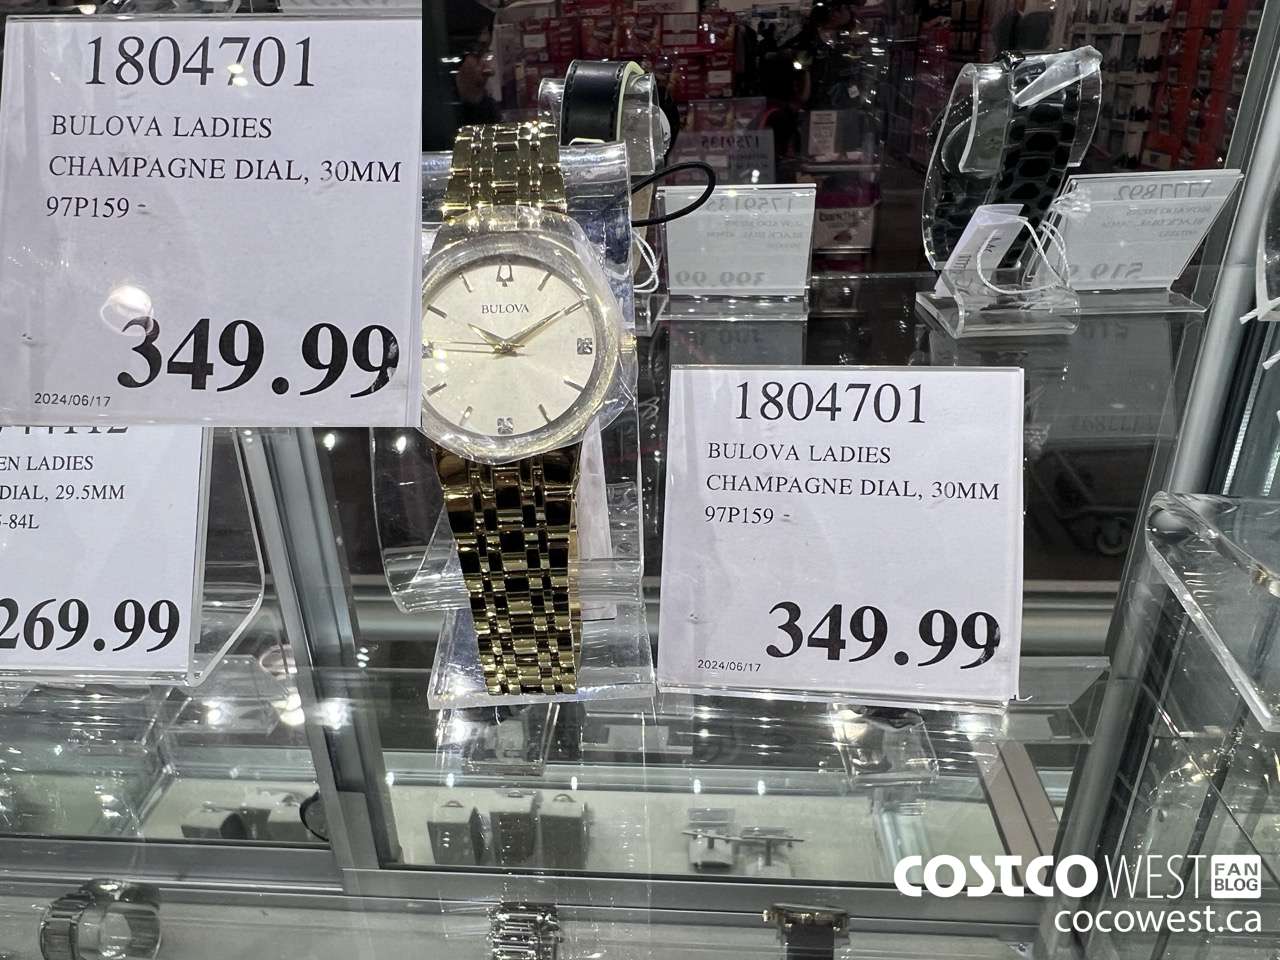 1804701
BULOVA LADIES
CHAMPAGNE DIAL, 30MM
97P159 -
349.99
2024/06/17
EN LADIES
DIAL, 29.5MM
-84L
269.99
BULOVA
1804701
BULOVA LADIES
CHAMPAGNE DIAL, 30MM
97P159 -
349.99
2024/06/17
1759135
1777892
COSTCO WEST FAN BLOG
cocowest.ca